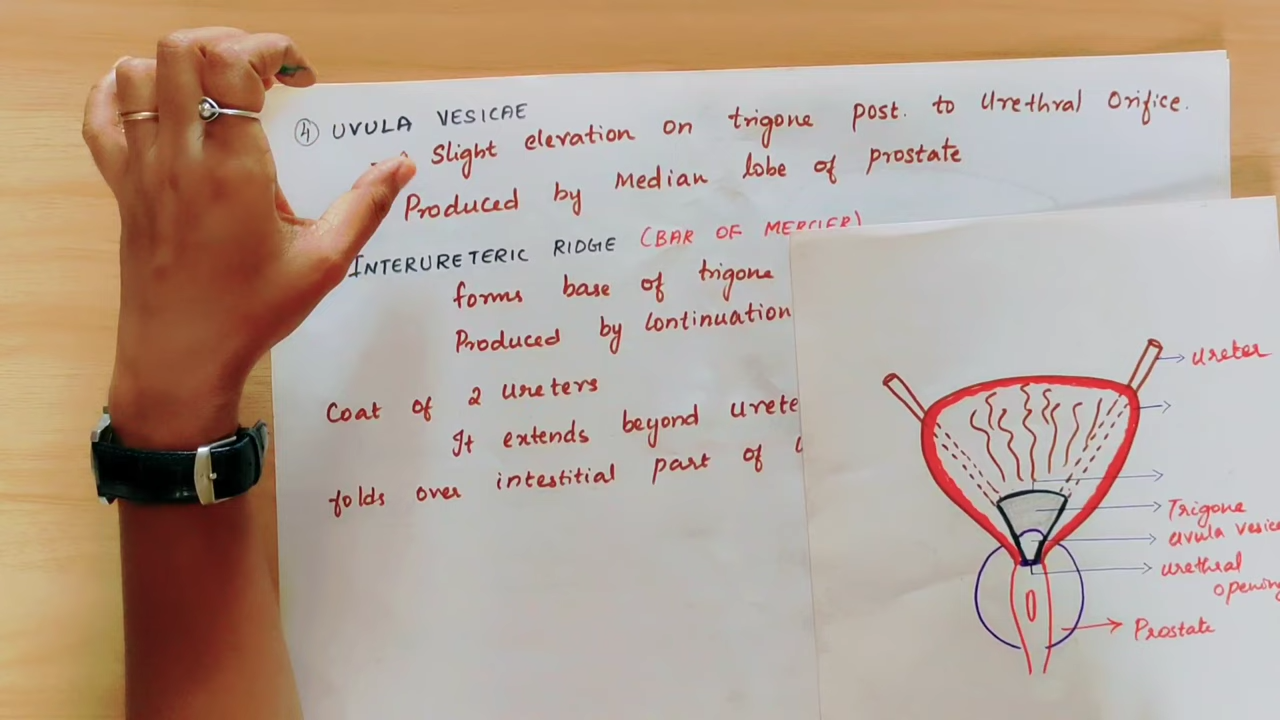 ④ UVULA VESICAE
Slight elevation on trigone post. to Urethral Orifice.
Produced by Median lobe of prostate
INTERURETERIC RIDGE (BAR OF MERCIER)
forms base of trigone
Produced by Continuation
Coat of 2 Ureters
It extends beyond
folds over intestitial part of
Ureter
Trigone
uvula
urethral
opening
Prostate